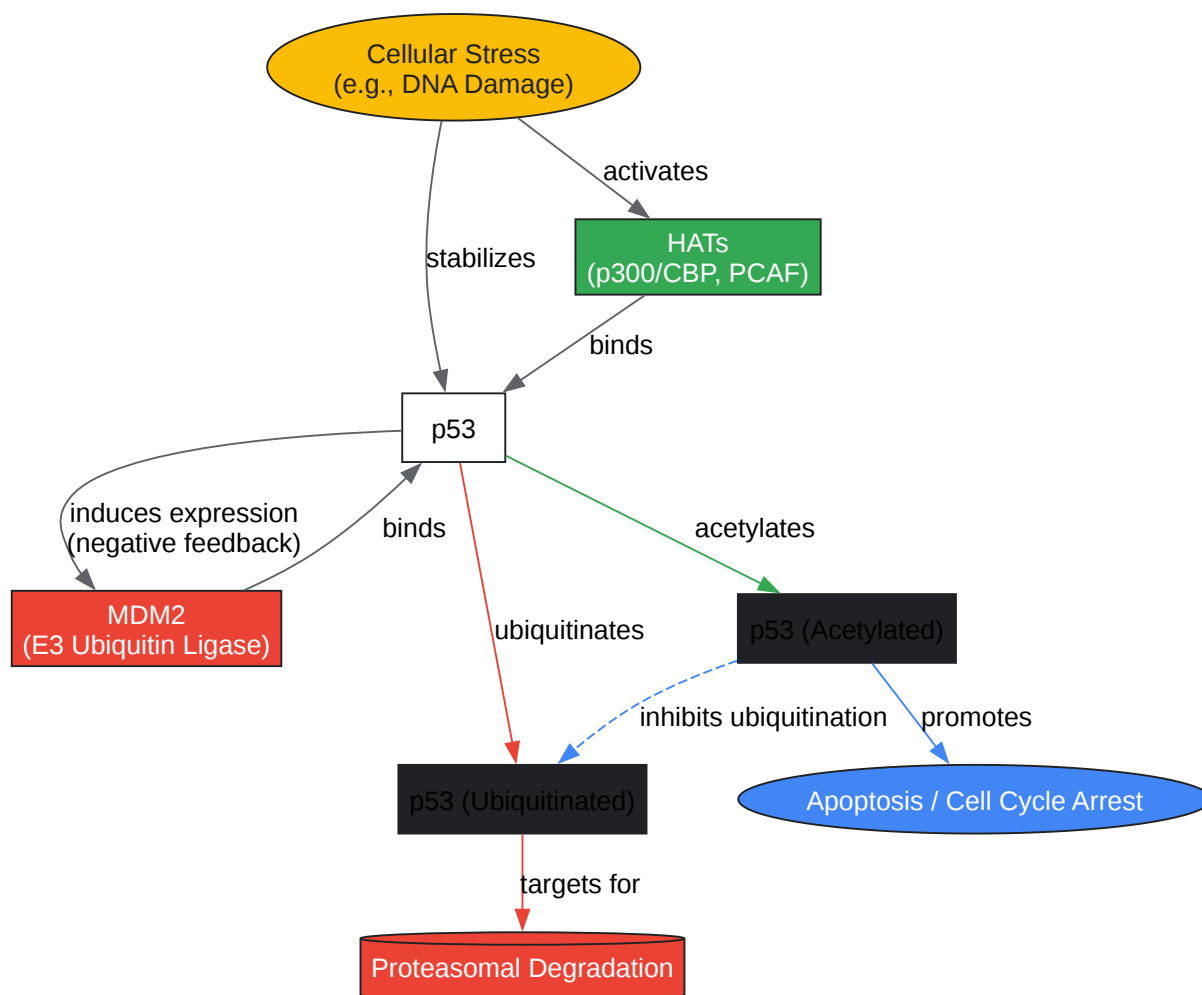 Cellular Stress
(e.g., DNA Damage)
activates
stabilizes
HATs
(p300/CBP, PCAF)
binds
p53
induces expression
(negative feedback)
binds
acetylates
MDM2
(E3 Ubiquitin Ligase)
ubiquitinates
p53 (Acetylated)
inhibits ubiquitination
promotes
p53 (Ubiquitinated)
Apoptosis / Cell Cycle Arrest
targets for
Proteasomal Degradation